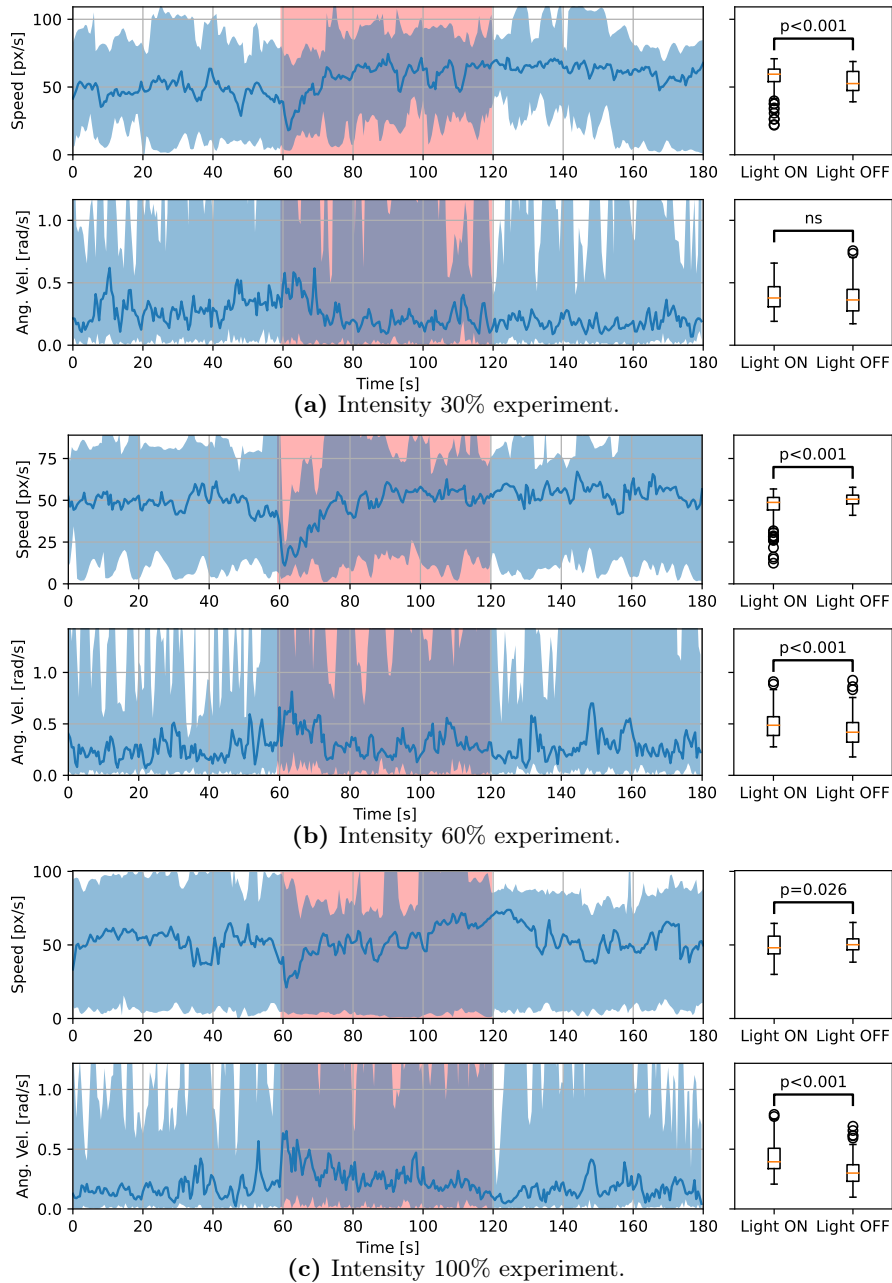 Speed [px/s]
100
50
0
0 20 40 60 80 100 120 140 160 180
p<0.001
Light ON Light OFF
Ang. Vel. [rad/s]
1.0
0.5
0.0
0 20 40 60 80 100 120 140 160 180
Time [s]
ns
Light ON Light OFF
(a) Intensity 30% experiment.
Speed [px/s]
75
50
25
0
0 20 40 60 80 100 120 140 160 180
p<0.001
Light ON Light OFF
Ang. Vel. [rad/s]
1.0
0.5
0.0
0 20 40 60 80 100 120 140 160 180
Time [s]
p<0.001
Light ON Light OFF
(b) Intensity 60% experiment.
Speed [px/s]
100
50
0
0 20 40 60 80 100 120 140 160 180
p=0.026
Light ON Light OFF
Ang. Vel. [rad/s]
1.0
0.5
0.0
0 20 40 60 80 100 120 140 160 180
Time [s]
p<0.001
Light ON Light OFF
(c) Intensity 100% experiment.